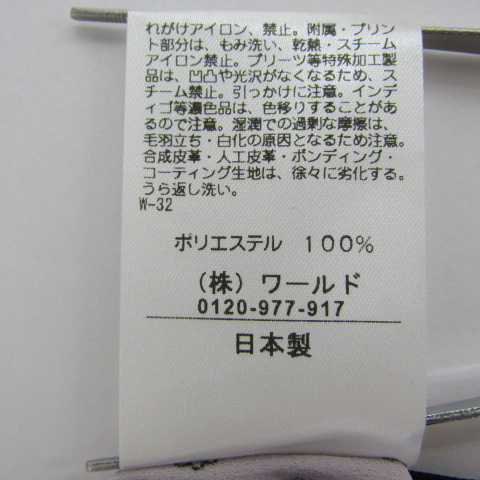 れがけアイロン、禁止。附属・プリン
ト部分は、もみ洗い、乾熱・スチーム
アイロン禁止。プリーツ等特殊加工製
品は、凹凸や光沢がなくなるため、ス
チーム禁止。引っかけに注意。インデ
ィゴ等濃色品は、色移りすることがあ
るので注意。湿潤での過剰な摩擦は、
毛羽立ち・白化の原因となるため注意。
合成皮革・人工皮革・ボンディング・
コーティング生地は、徐々に劣化する。
うら返し洗い。
W-32
ポリエステル 100%
(株) ワールド
0120-977-917
日本製